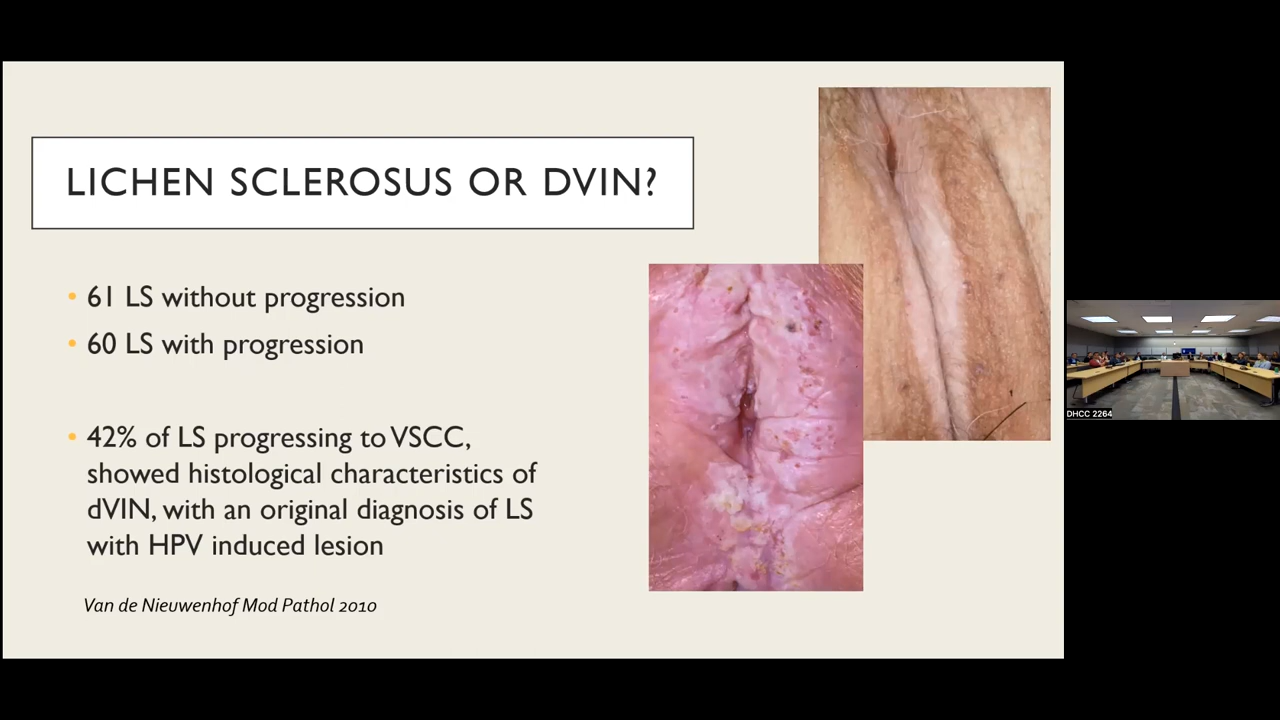 LICHEN SCLEROSUS OR DVIN?
• 61 LS without progression
• 60 LS with progression
• 42% of LS progressing to VSCC,
showed histological characteristics of
dVIN, with an original diagnosis of LS
with HPV induced lesion
Van de Nieuwenhof Mod Pathol 2010
DHCC 2264